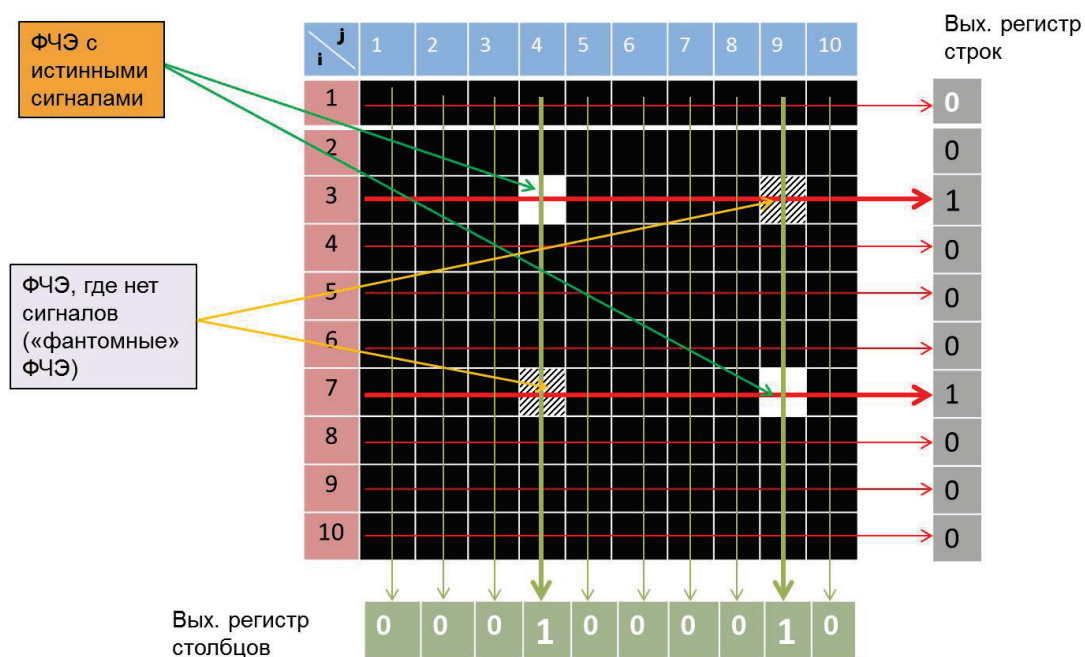 ФЧЭ с
истинными
сигналами
ФЧЭ, где нет
сигналов
(«фантомные»
ФЧЭ)
j
i
1 2 3 4 5 6 7 8 9 10
1
2
3
4
5
6
7
8
9
10
Вых. регистр
строк
0
0
1
0
0
0
1
0
0
0
Вых. регистр
столбцов
0 0 0 1 0 0 0 0 1 0